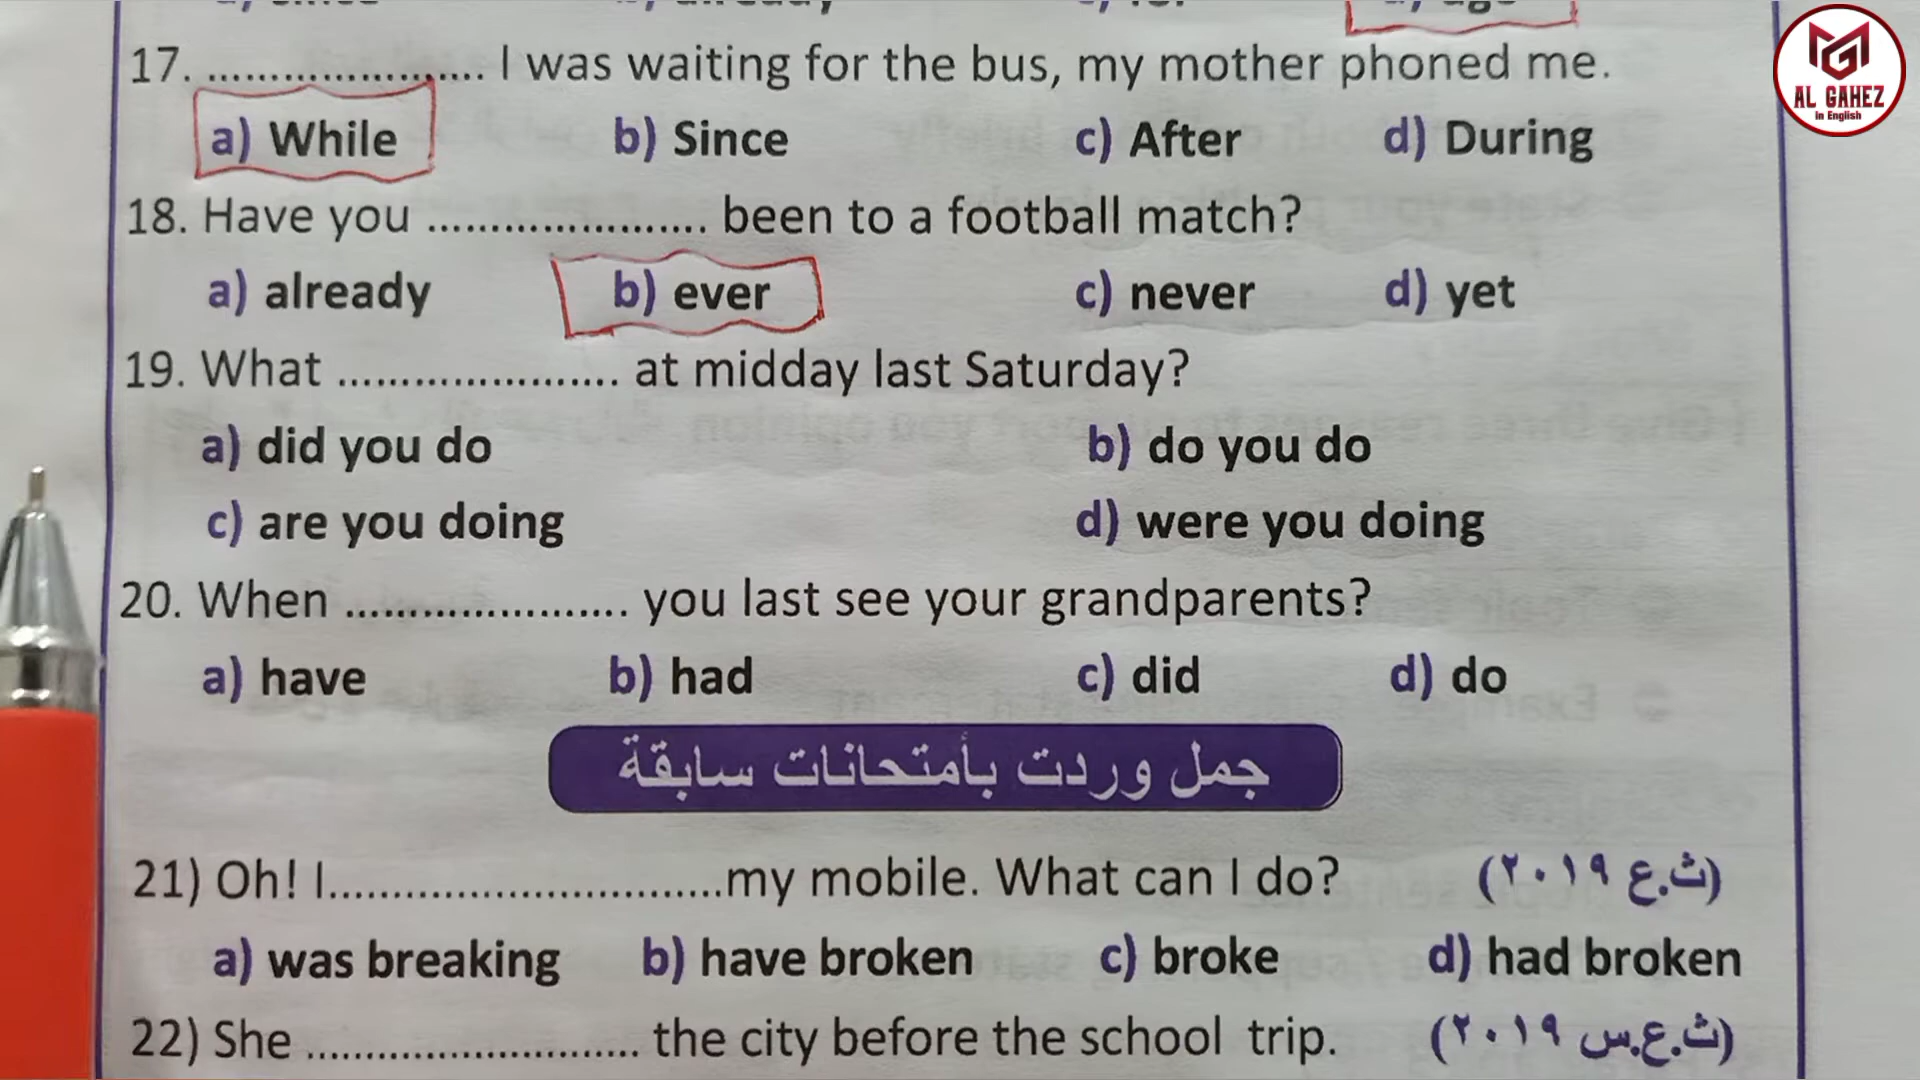 17. ...................... I was waiting for the bus, my mother phoned me.
a) While b) Since c) After d) During
18. Have you ...................... been to a football match?
a) already b) ever c) never d) yet
19. What ...................... at midday last Saturday?
a) did you do b) do you do
c) are you doing d) were you doing
20. When ...................... you last see your grandparents?
a) have b) had c) did d) do
جمل وردت بأمتحانات سابقة
21) Oh! I...............................my mobile. What can I do? (ث.ع ٢٠١٩)
a) was breaking b) have broken c) broke d) had broken
22) She .......................... the city before the school trip. (ث.ع.س ٢٠١٩)
AL GAHEZ
In English